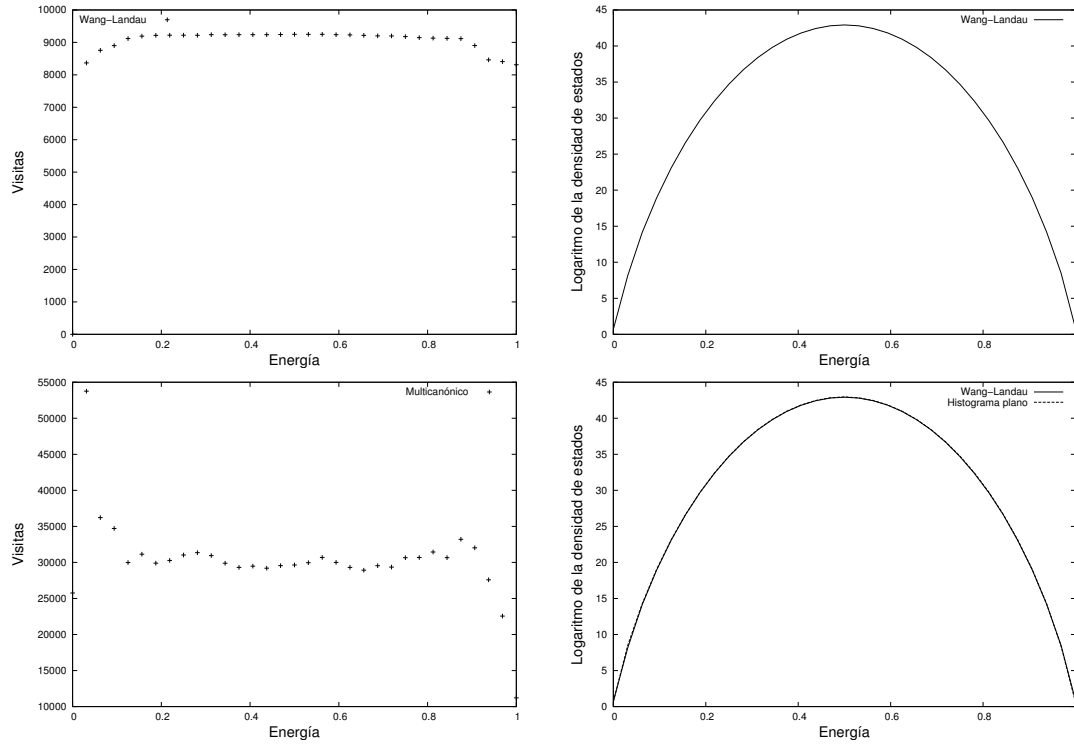 10000
9000
8000
7000
6000
5000
4000
3000
2000
1000
0
Visitas
Wang–Landau
0 0.2 0.4 0.6 0.8 1
Energía
45
40
35
30
25
20
15
10
5
0
Logaritmo de la densidad de estados
Wang–Landau
0 0.2 0.4 0.6 0.8
Energía
55000
50000
45000
40000
35000
30000
25000
20000
15000
10000
Visitas
Multicanónico
0 0.2 0.4 0.6 0.8 1
Energía
45
40
35
30
25
20
15
10
5
0
Logaritmo de la densidad de estados
Wang–Landau
Histograma plano
0 0.2 0.4 0.6 0.8
Energía